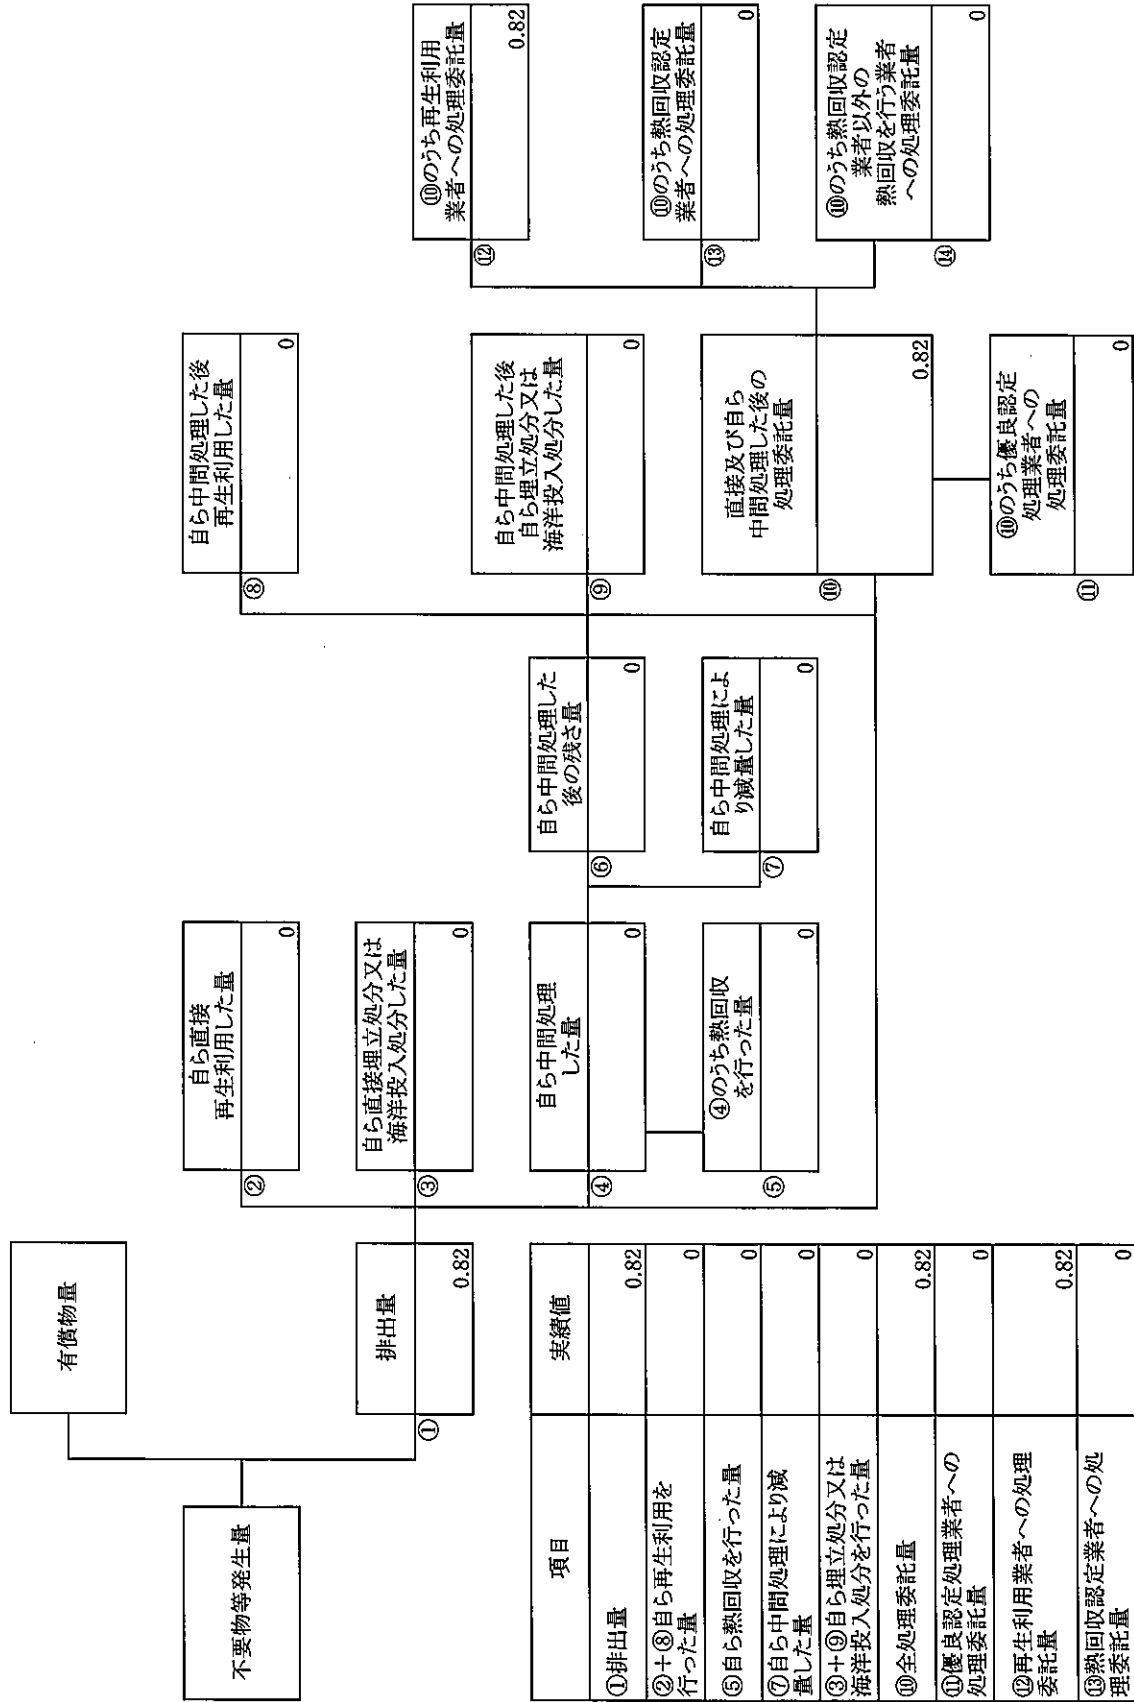 不要物等発生量
有償物量
①
排出量
0.82
②
自ら直接
再生利用した量
0
③
自ら直接埋立処分又は
海洋投入処分した量
0
④
自ら中間処理
した量
0
⑤
④のうち熱回収
を行った量
0
⑥
自ら中間処理した
後の残さ量
0
⑦
自ら中間処理によ
り減量した量
0
⑧
自ら中間処理した後
再生利用した量
0
⑨
自ら中間処理した後
自ら埋立処分又は
海洋投入処分した量
0
⑩
直接及び自ら
中間処理した後の
処理委託量
0.82
⑪
⑩のうち優良認定
処理業者への
処理委託量
0
⑫
⑩のうち再生利用
業者への処理委託量
0.82
⑬
⑩のうち熱回収認定
業者への処理委託量
0
⑭
⑩のうち熱回収認定
業者以外の
熱回収を行う業者
への処理委託量
0
項目 実績値
①排出量 0.82
②+⑧自ら再生利用を
行った量 0
⑤自ら熱回収を行った量 0
⑦自ら中間処理により減
量した量 0
③+⑨自ら埋立処分又は
海洋投入処分を行った量 0
⑩全処理委託量 0.82
⑪優良認定処理業者への
処理委託量 0
⑫再生利用業者への処理
委託量 0.82
⑬熱回収認定業者への処
理委託量 0